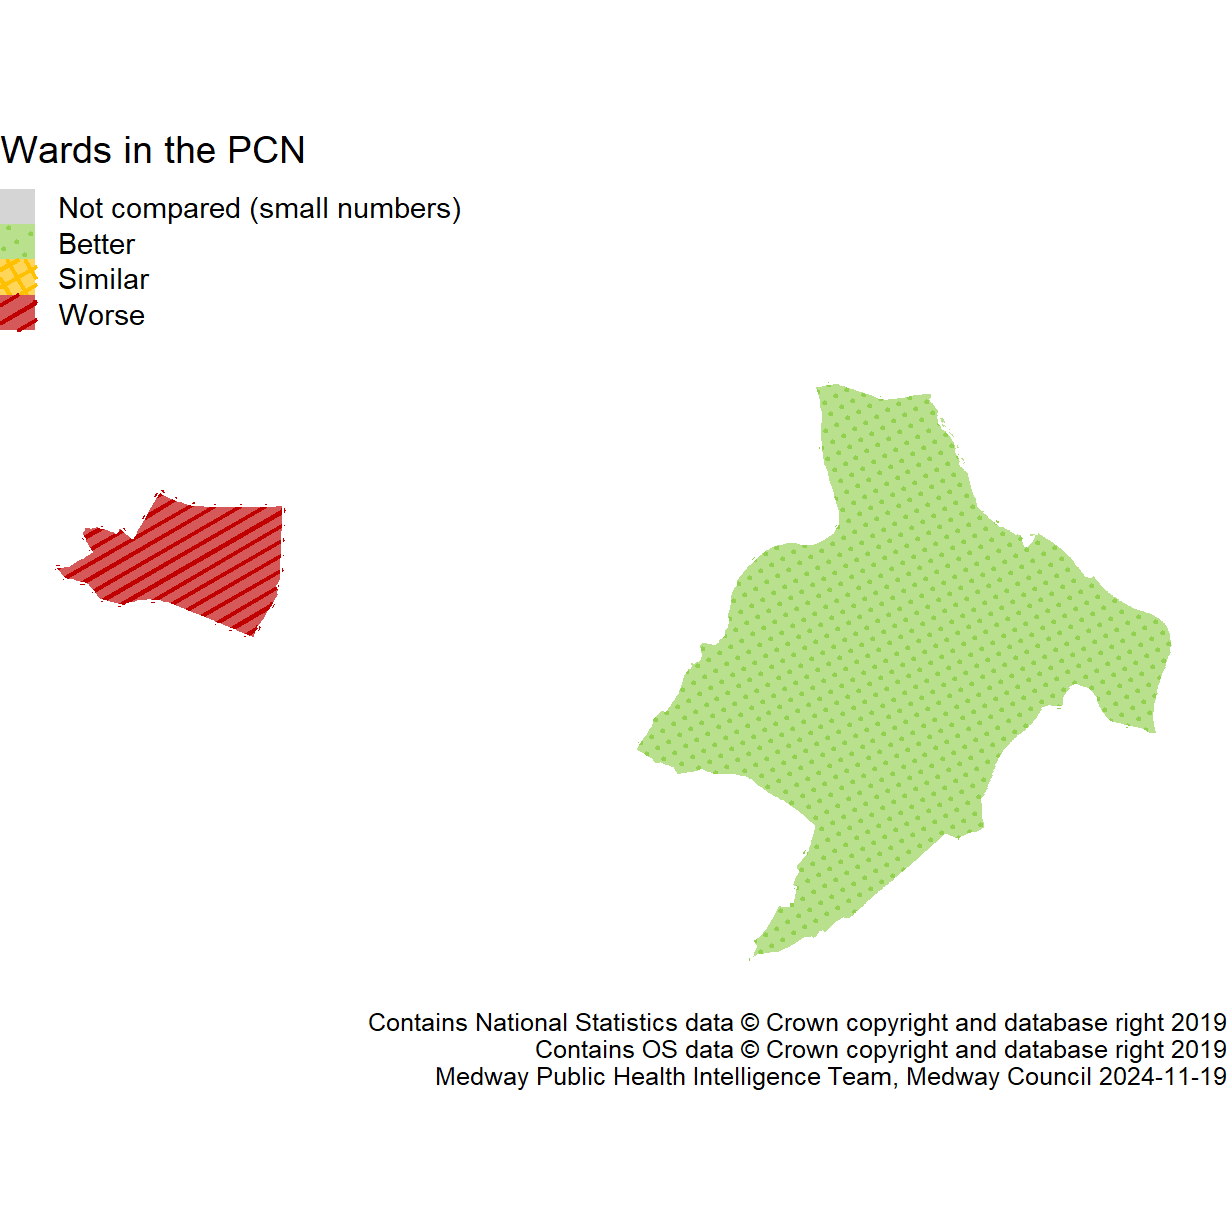 Wards in the PCN
Not compared (small numbers)
Better
Similar
Worse
Contains National Statistics data © Crown copyright and database right 2019
Contains OS data © Crown copyright and database right 2019
Medway Public Health Intelligence Team, Medway Council 2024-11-19